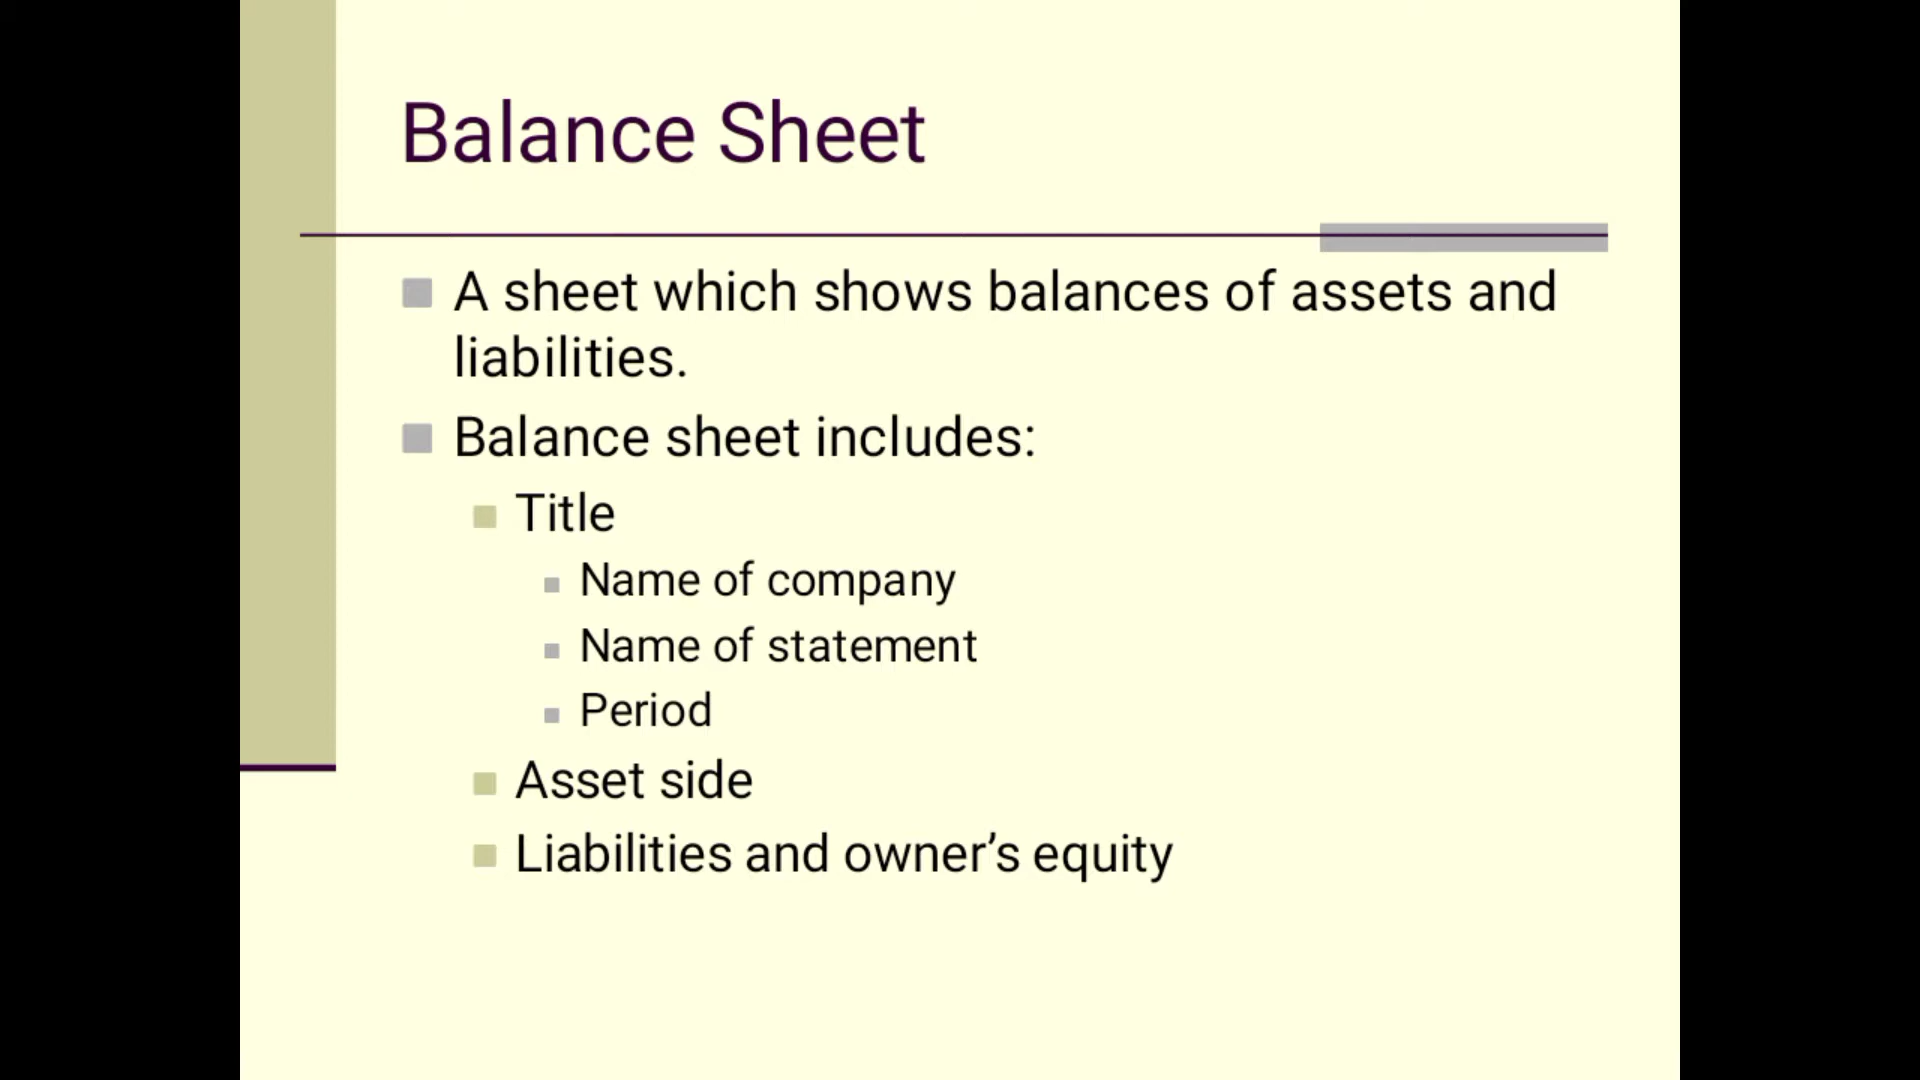 Balance Sheet
A sheet which shows balances of assets and
liabilities.
Balance sheet includes:
Title
Name of company
Name of statement
Period
Asset side
Liabilities and owner’s equity